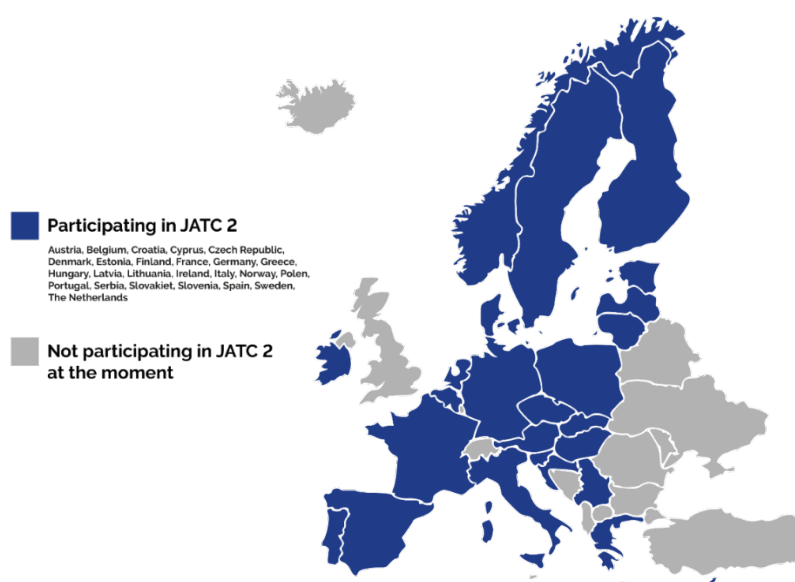 Participating in JATC 2
Austria, Belgium, Croatia, Cyprus, Czech Republic,
Denmark, Estonia, Finland, France, Germany, Greece,
Hungary, Latvia, Lithuania, Ireland, Italy, Norway, Polen,
Portugal, Serbia, Slovakiet, Slovenia, Spain, Sweden,
The Netherlands
Not participating in JATC 2
at the moment